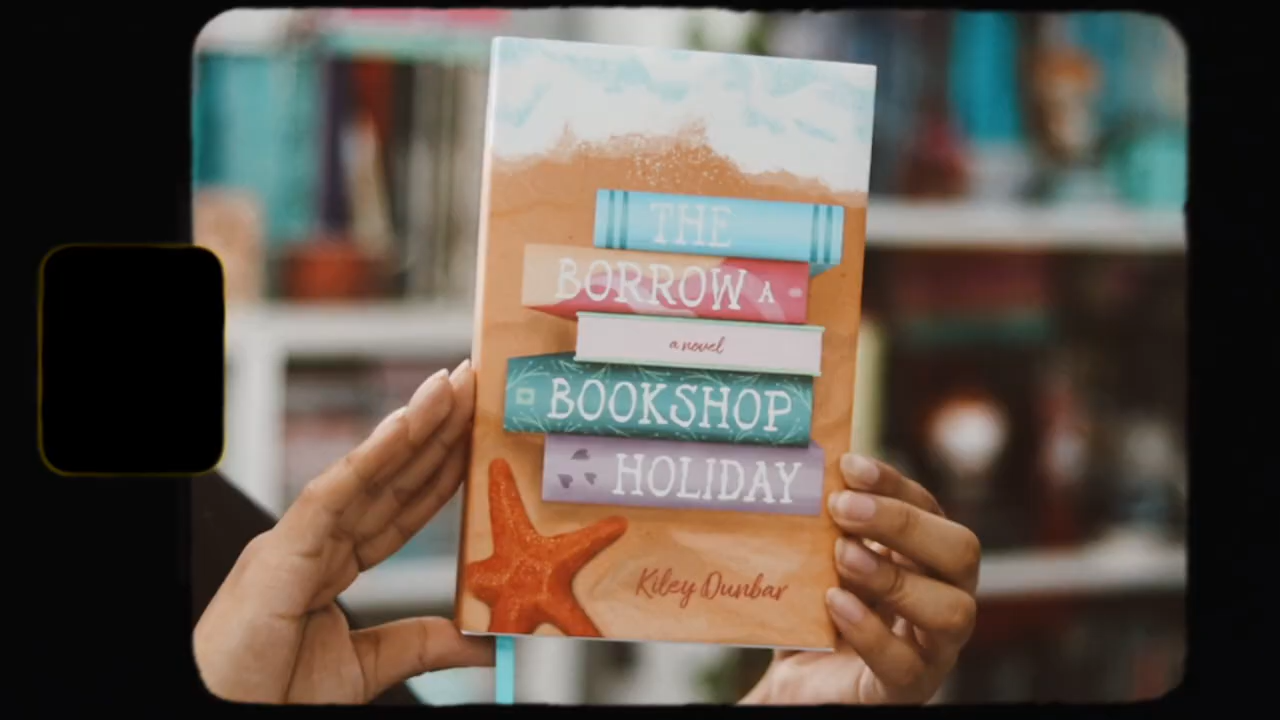 THE
BORROW A
a novel
BOOKSHOP
HOLIDAY
Kiley Dunbar